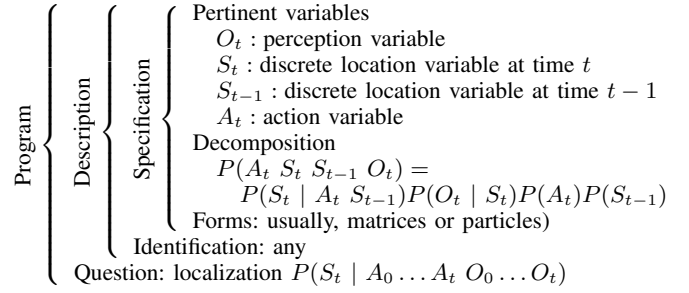 Program
Description
Specification
Pertinent variables
O_t : perception variable
S_t : discrete location variable at time t
S_{t−1} : discrete location variable at time t − 1
A_t : action variable
Decomposition
P(A_t S_t S_{t−1} O_t) =
P(S_t | A_t S_{t−1})P(O_t | S_t)P(A_t)P(S_{t−1})
Forms: usually, matrices or particles)
Identification: any
Question: localization P(S_t | A_0 … A_t O_0 … O_t)